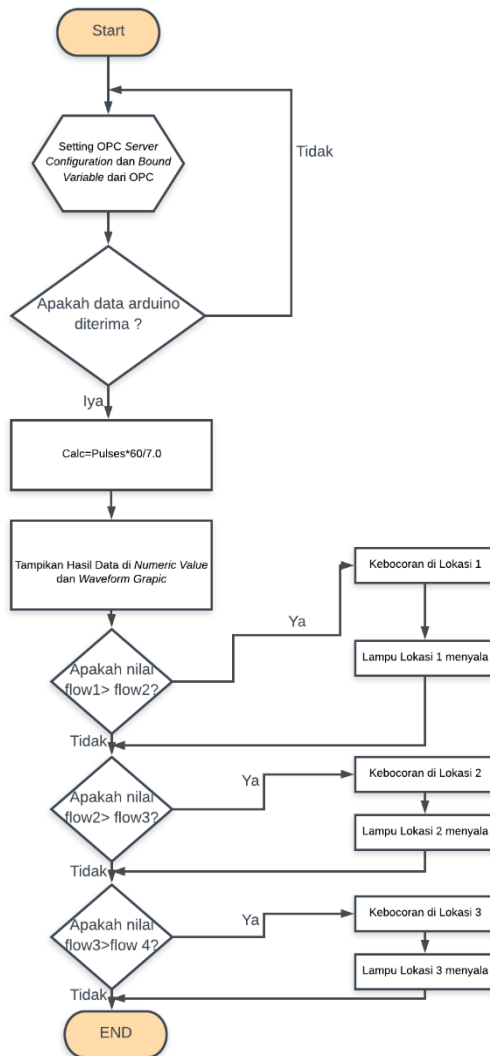 Start
Setting OPC Server
Configuration dan Bound
Variable dari OPC
Tidak
Apakah data arduino
diterima ?
Iya
Calc=Pulses*60/7.0
Tampikan Hasil Data di Numeric Value
dan Waveform Grapic
Kebocoran di Lokasi 1
Ya
Apakah nilai
flow1> flow2?
Lampu Lokasi 1 menyala
Tidak
Apakah nilai
flow2> flow3?
Ya
Kebocoran di Lokasi 2
Lampu Lokasi 2 menyala
Tidak
Apakah nilai
flow3>flow 4?
Ya
Kebocoran di Lokasi 3
Lampu Lokasi 3 menyala
Tidak
END